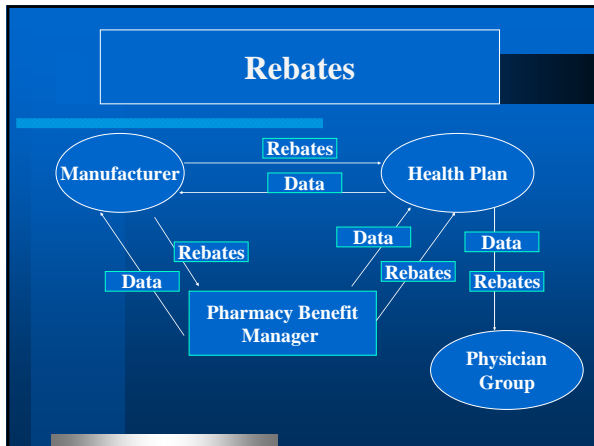 Rebates
Rebates
Manufacturer
Health Plan
Data
Data
Data
Rebates
Rebates
Data
Rebates
Pharmacy Benefit
Manager
Physician
Group